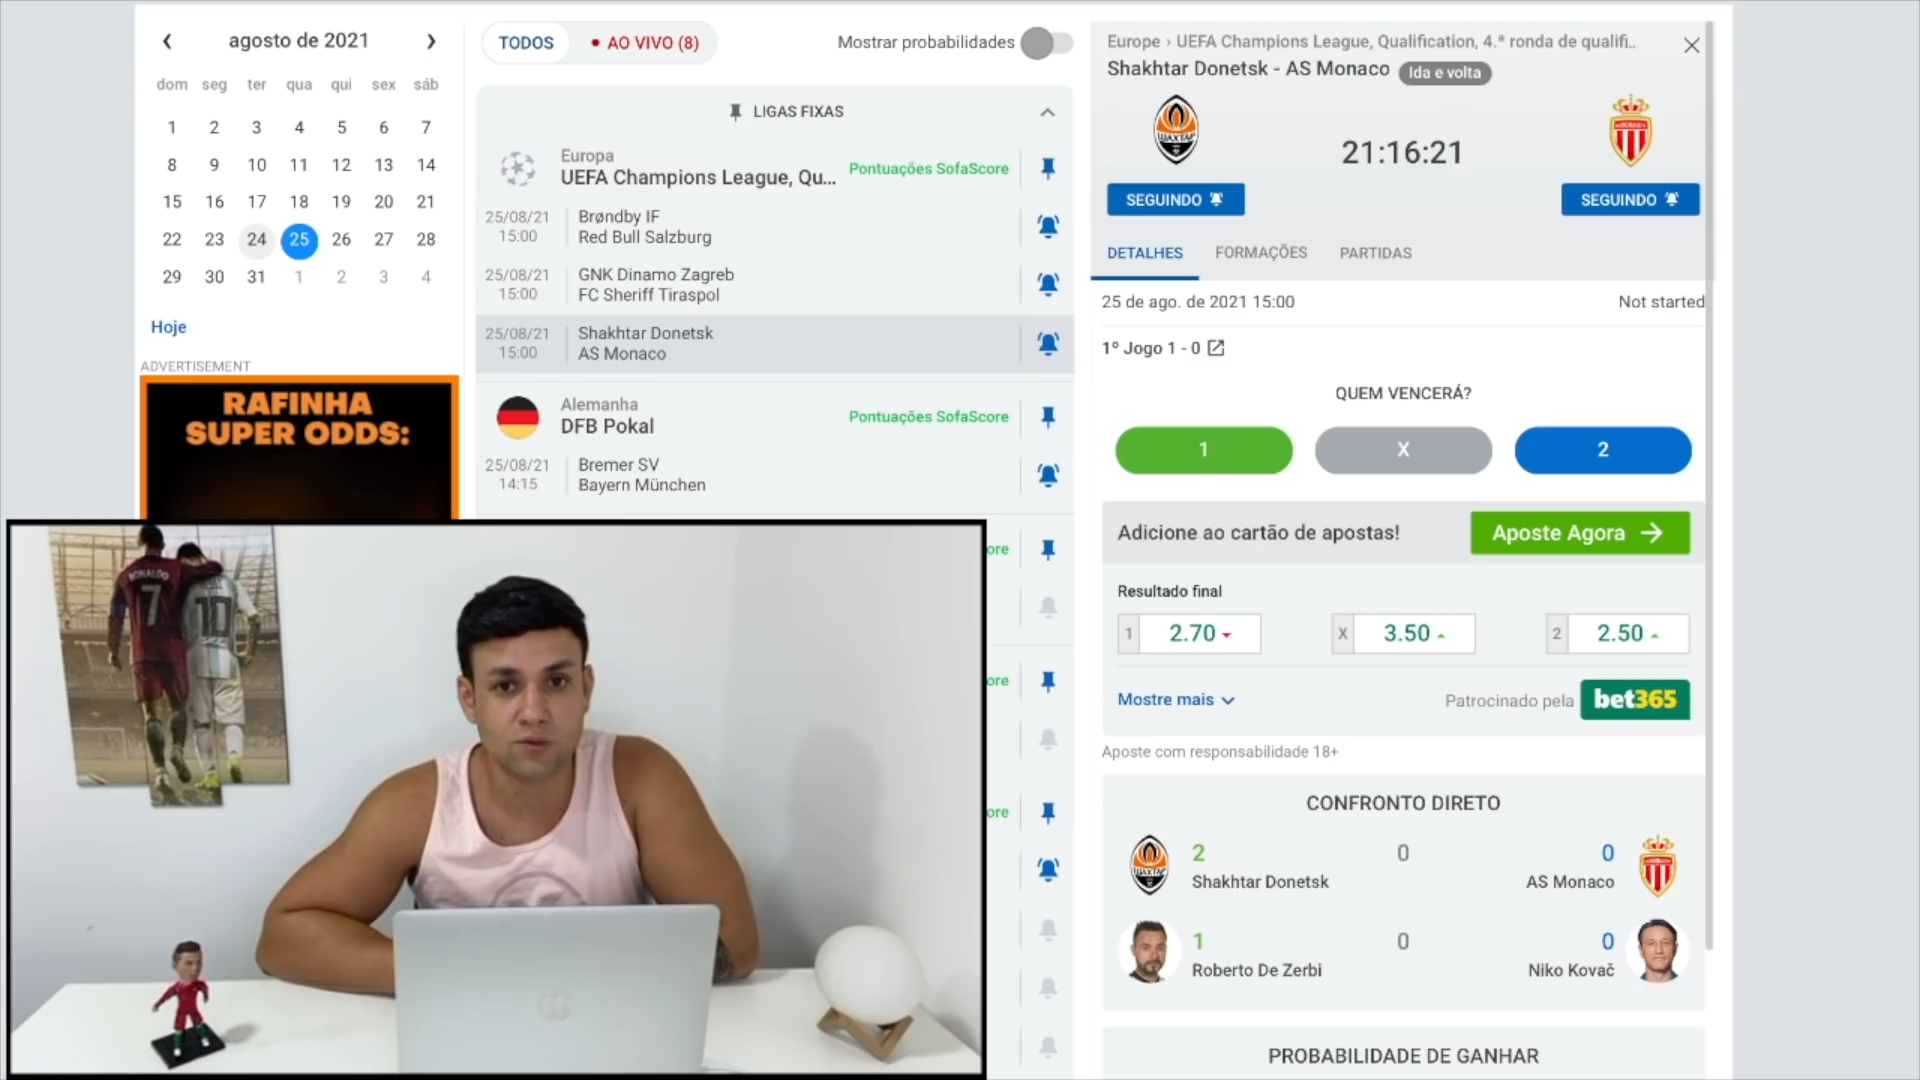 agosto de 2021
dom seg ter qua qui sex sáb
1 2 3 4 5 6 7
8 9 10 11 12 13 14
15 16 17 18 19 20 21
22 23 24 25 26 27 28
29 30 31 1 2 3 4
Hoje
ADVERTISEMENT
RAFINHA
SUPER ODDS:
TODOS
AO VIVO (8)
Mostrar probabilidades
LIGAS FIXAS
Europa
UEFA Champions League, Qu...
Pontuações SofaScore
25/08/21
15:00
Brøndby IF
Red Bull Salzburg
25/08/21
15:00
GNK Dinamo Zagreb
FC Sheriff Tiraspol
25/08/21
15:00
Shakhtar Donetsk
AS Monaco
Alemanha
DFB Pokal
Pontuações SofaScore
25/08/21
14:15
Bremer SV
Bayern München
ore
ore
ore
RONALDO
7
10
Europe › UEFA Champions League, Qualification, 4.ª ronda de qualifi..
Shakhtar Donetsk - AS Monaco
Ida e volta
21:16:21
SEGUINDO
SEGUINDO
DETALHES
FORMAÇÕES
PARTIDAS
25 de ago. de 2021 15:00
Not started
1º Jogo 1 - 0
QUEM VENCERÁ?
1
X
2
Adicione ao cartão de apostas!
Aposte Agora
Resultado final
1 2.70
X 3.50
2 2.50
Mostre mais
Patrocinado pela
bet365
Aposte com responsabilidade 18+
CONFRONTO DIRETO
2 0 0
Shakhtar Donetsk
AS Monaco
1 0 0
Roberto De Zerbi
Niko Kovač
PROBABILIDADE DE GANHAR